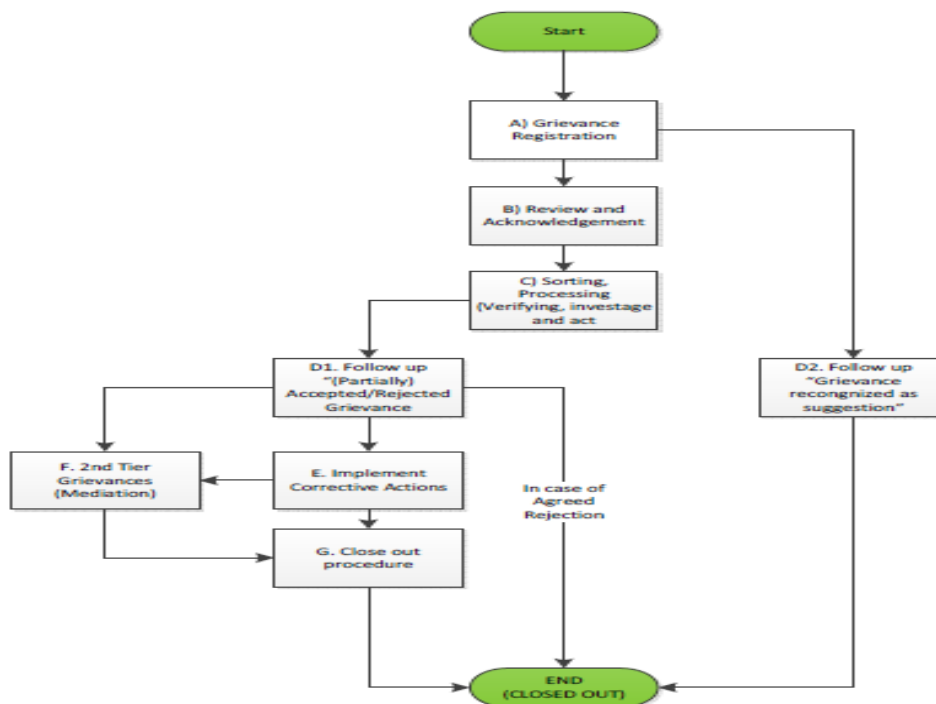 Start
A) Grievance
Registration
B) Review and
Acknowledgement
C) Sorting,
Processing
(Verifying, investage
and act
D1. Follow up
"(Partially)
Accepted/Rejected
Grievance
D2. Follow up
"Grievance
recongnized as
suggestion"
F. 2nd Tier
Grievances
(Mediation)
E. Implement
Corrective Actions
In case of
Agreed
Rejection
G. Close out
procedure
END
(CLOSED OUT)